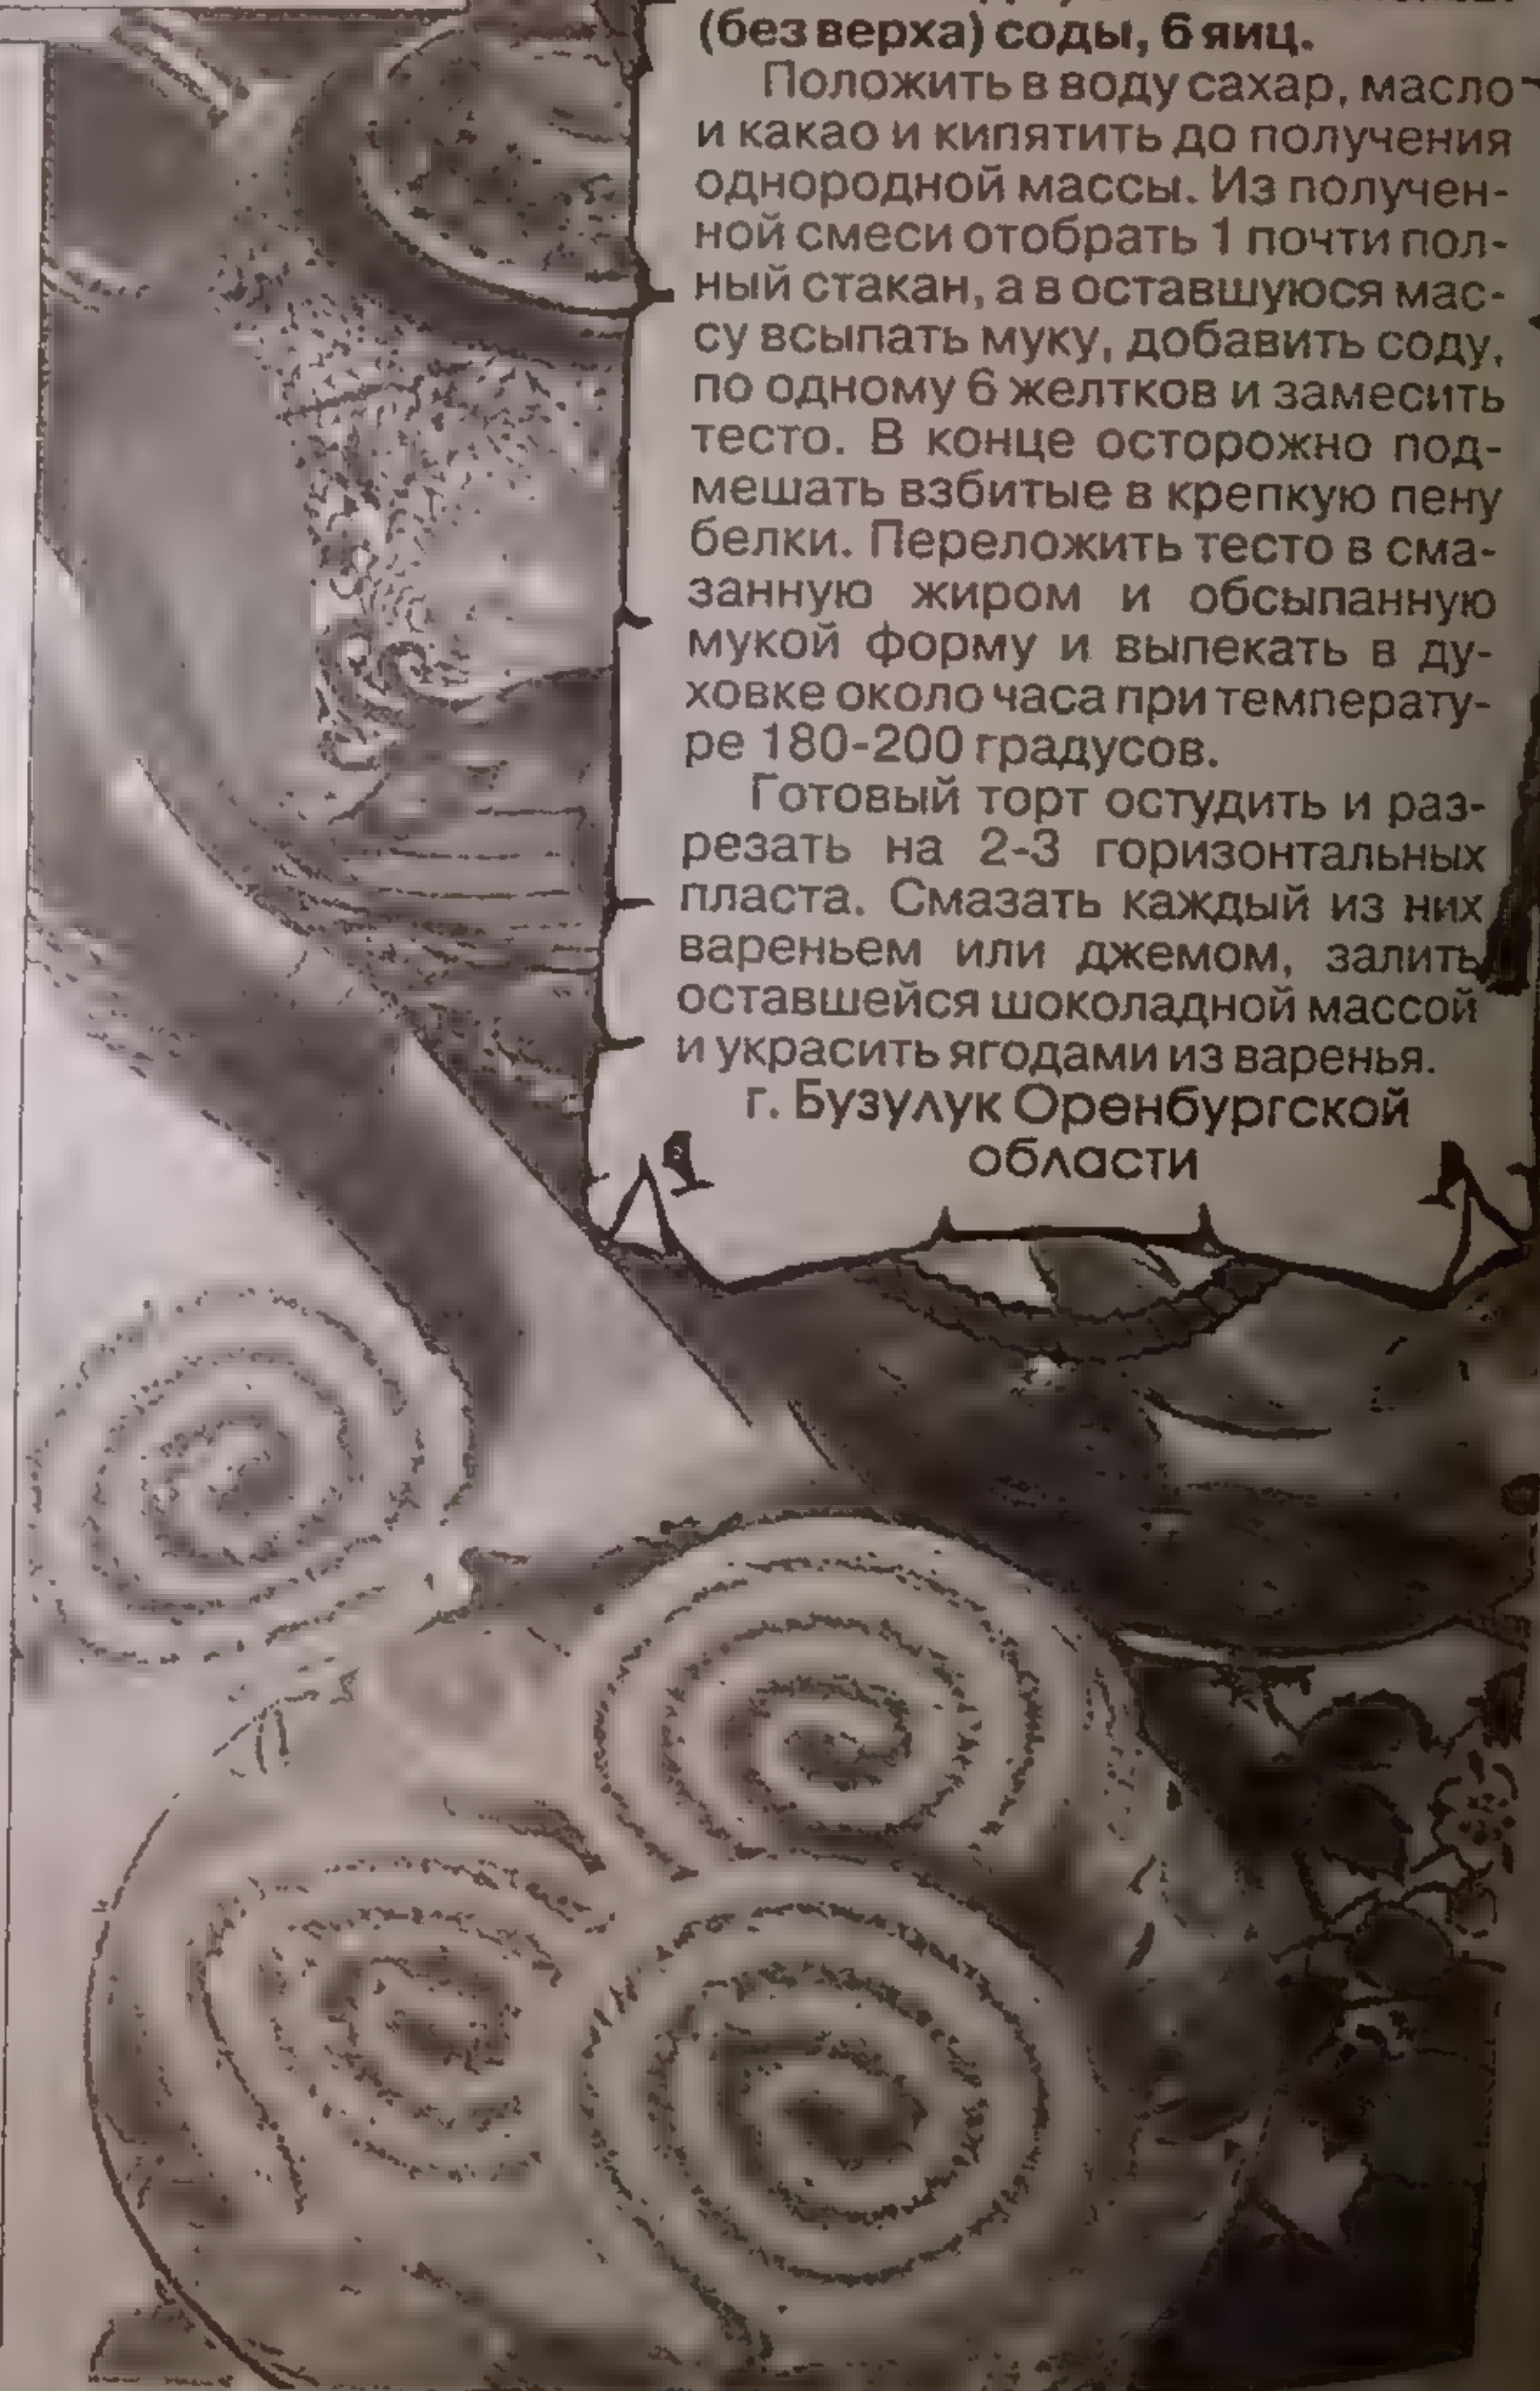 (без верха) соды, 6 яиц.
Положить в воду сахар, масло
и какао и кипятить до получения
однородной массы. Из получен-
ной смеси отобрать 1 почти пол-
ный стакан, а в оставшуюся мас-
су всыпать муку, добавить соду,
по одному 6 желтков и замесить
тесто. В конце осторожно под-
мешать взбитые в крепкую пену
белки. Переложить тесто в сма-
занную жиром и обсыпанную
мукой форму и выпекать в ду-
ховке около часа при температу-
ре 180-200 градусов.
Готовый торт остудить и раз-
резать на 2-3 горизонтальных
пласта. Смазать каждый из них
вареньем или джемом, залить
оставшейся шоколадной массой
и украсить ягодами из варенья.
г. Бузулук Оренбургской
области